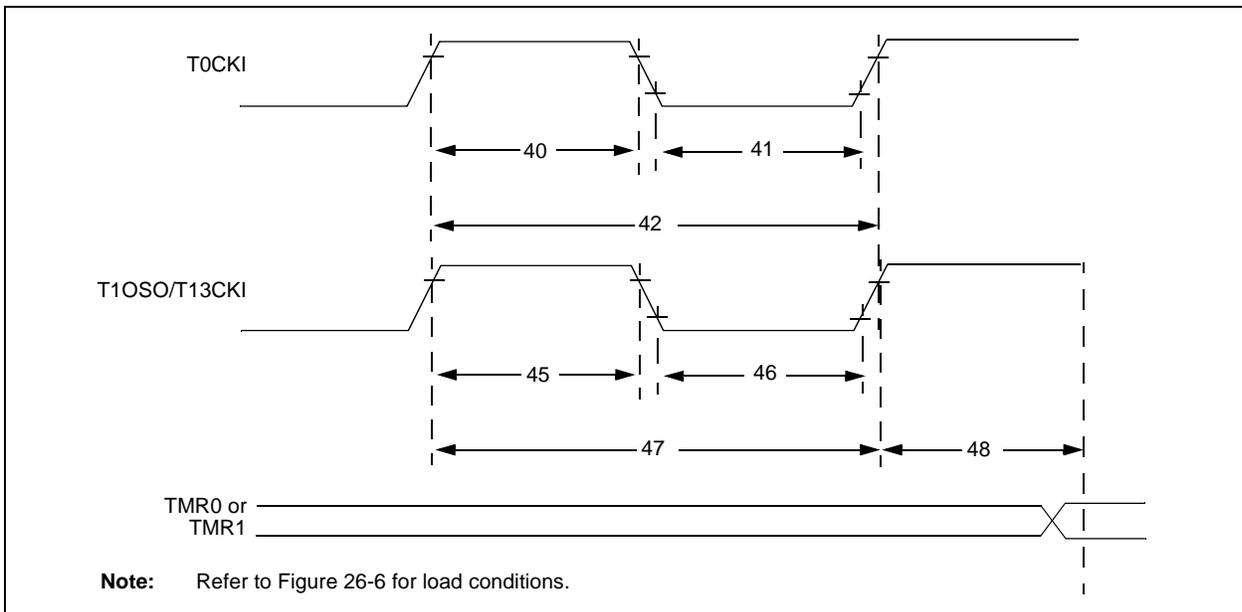 T0CKI
40
41
42
T1OSO/T13CKI
45
46
47
48
TMR0 or
TMR1
Note: Refer to Figure 26-6 for load conditions.